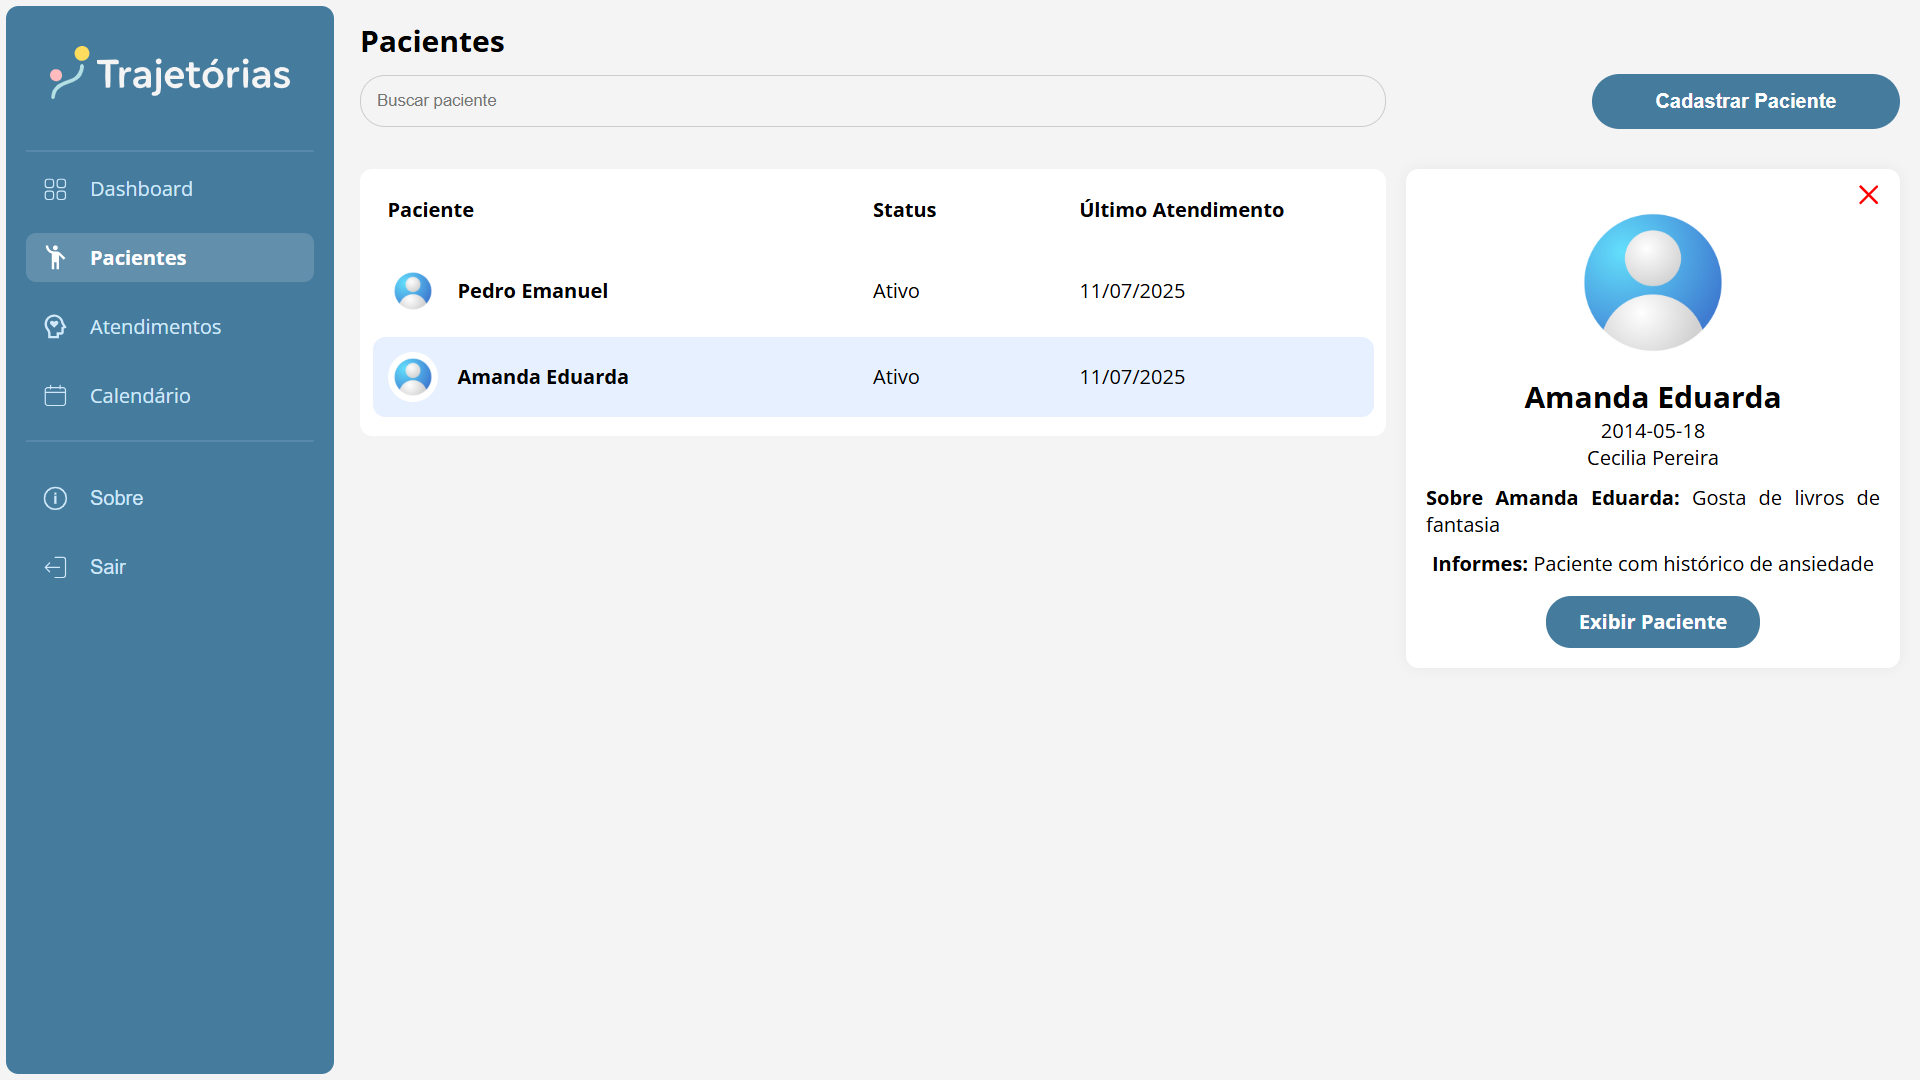 Trajetórias
Dashboard
Pacientes
Atendimentos
Calendário
Sobre
Sair
Pacientes
Buscar paciente
Cadastrar Paciente
Paciente Status Último Atendimento
Pedro Emanuel Ativo 11/07/2025
Amanda Eduarda Ativo 11/07/2025
Amanda Eduarda
2014-05-18
Cecilia Pereira
Sobre Amanda Eduarda: Gosta de livros de
fantasia
Informes: Paciente com histórico de ansiedade
Exibir Paciente